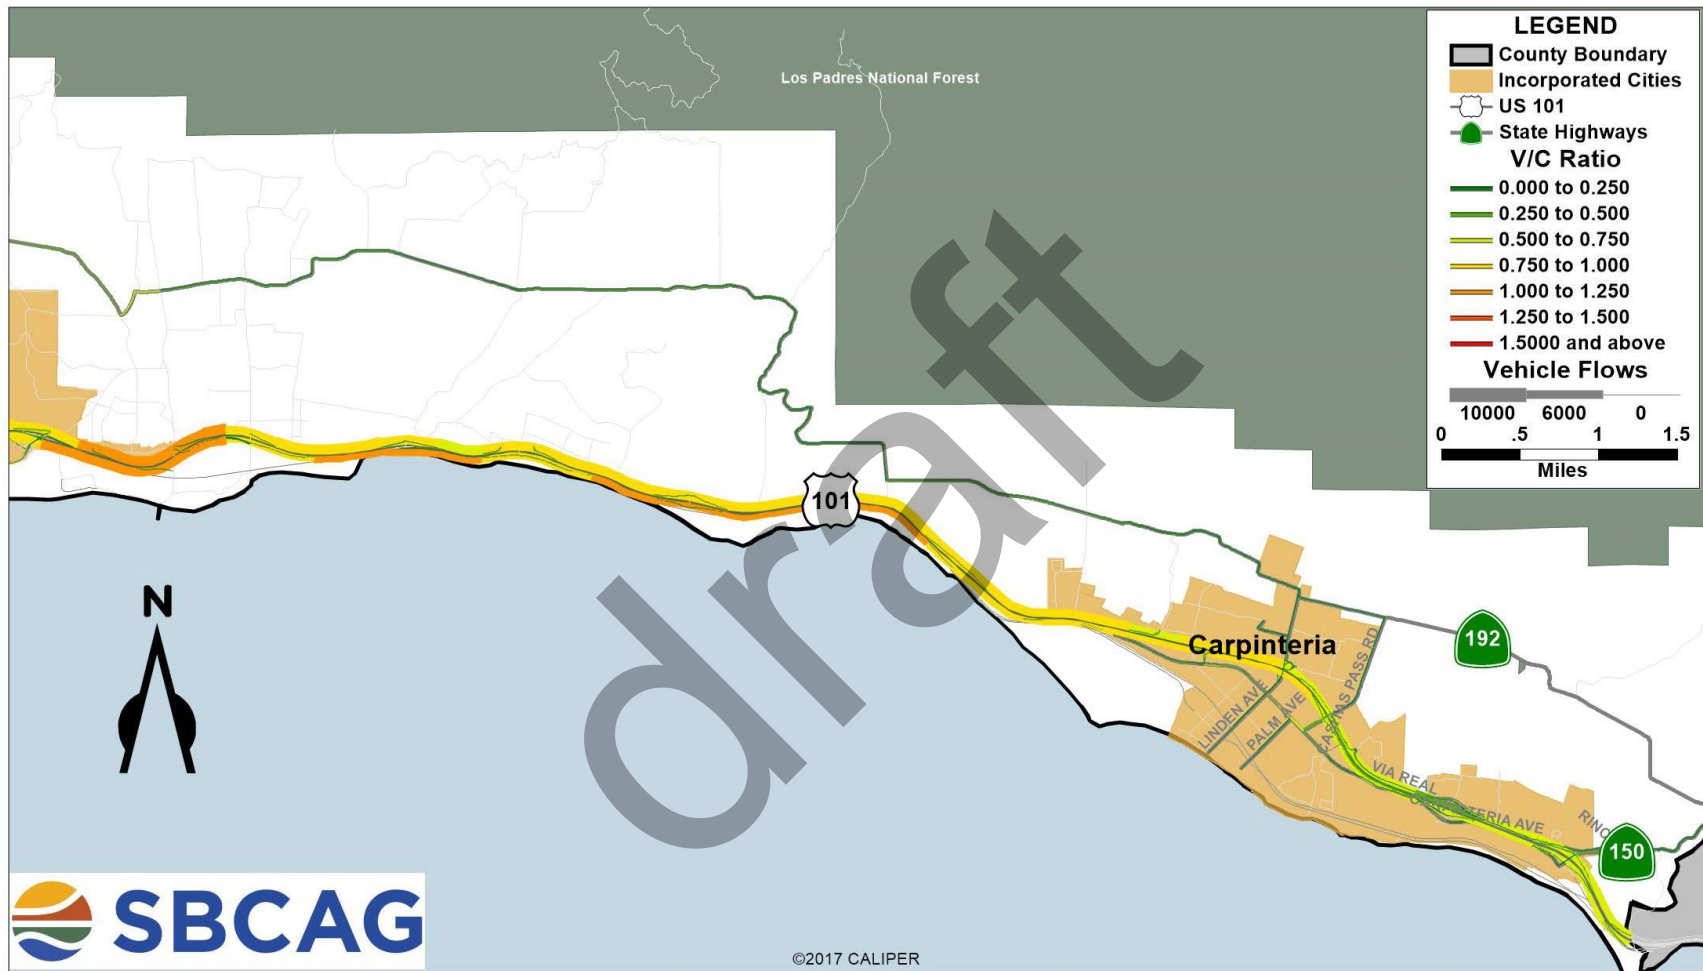 LEGEND
County Boundary
Incorporated Cities
US 101
State Highways
V/C Ratio
0.000 to 0.250
0.250 to 0.500
0.500 to 0.750
0.750 to 1.000
1.000 to 1.250
1.250 to 1.500
1.5000 and above
Vehicle Flows
10000 6000 0
0 .5 1 1.5
Miles
Los Padres National Forest
draft
101
N
Carpinteria
192
CASITAS PASS RD
LINDEN AVE
PALM AVE
VIA REAL
CARPINTERIA AVE
RINC
150
SBCAG
©2017 CALIPER